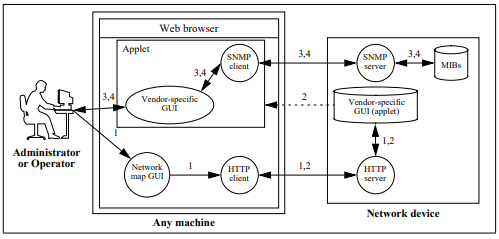 Web browser
Applet
SNMP
client
3,4
SNMP
server
3,4
MIBs
3,4
3,4
Vendor-specific
GUI
2
Vendor-specific
GUI (applet)
Administrator
or Operator
1
1,2
Network
map GUI
1
HTTP
client
1,2
HTTP
server
Any machine
Network device